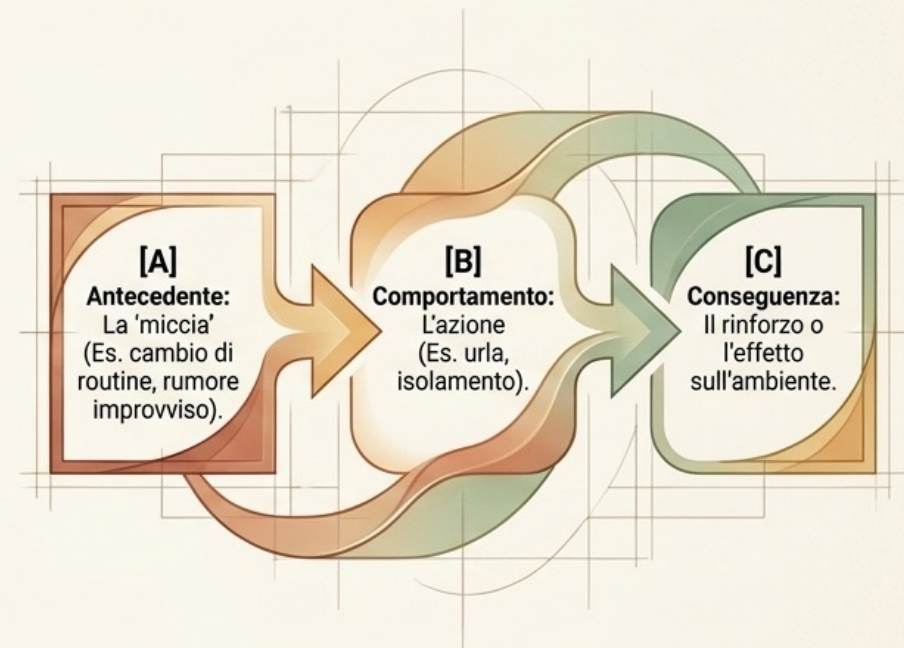 [A]
Antecedente:
La 'miccia'
(Es. cambio di
routine, rumore
improvviso).
[B]
Comportamento:
L'azione
(Es. urla,
isolamento).
[C]
Conseguenza:
Il rinforzo o
l'effetto
sull'ambiente.